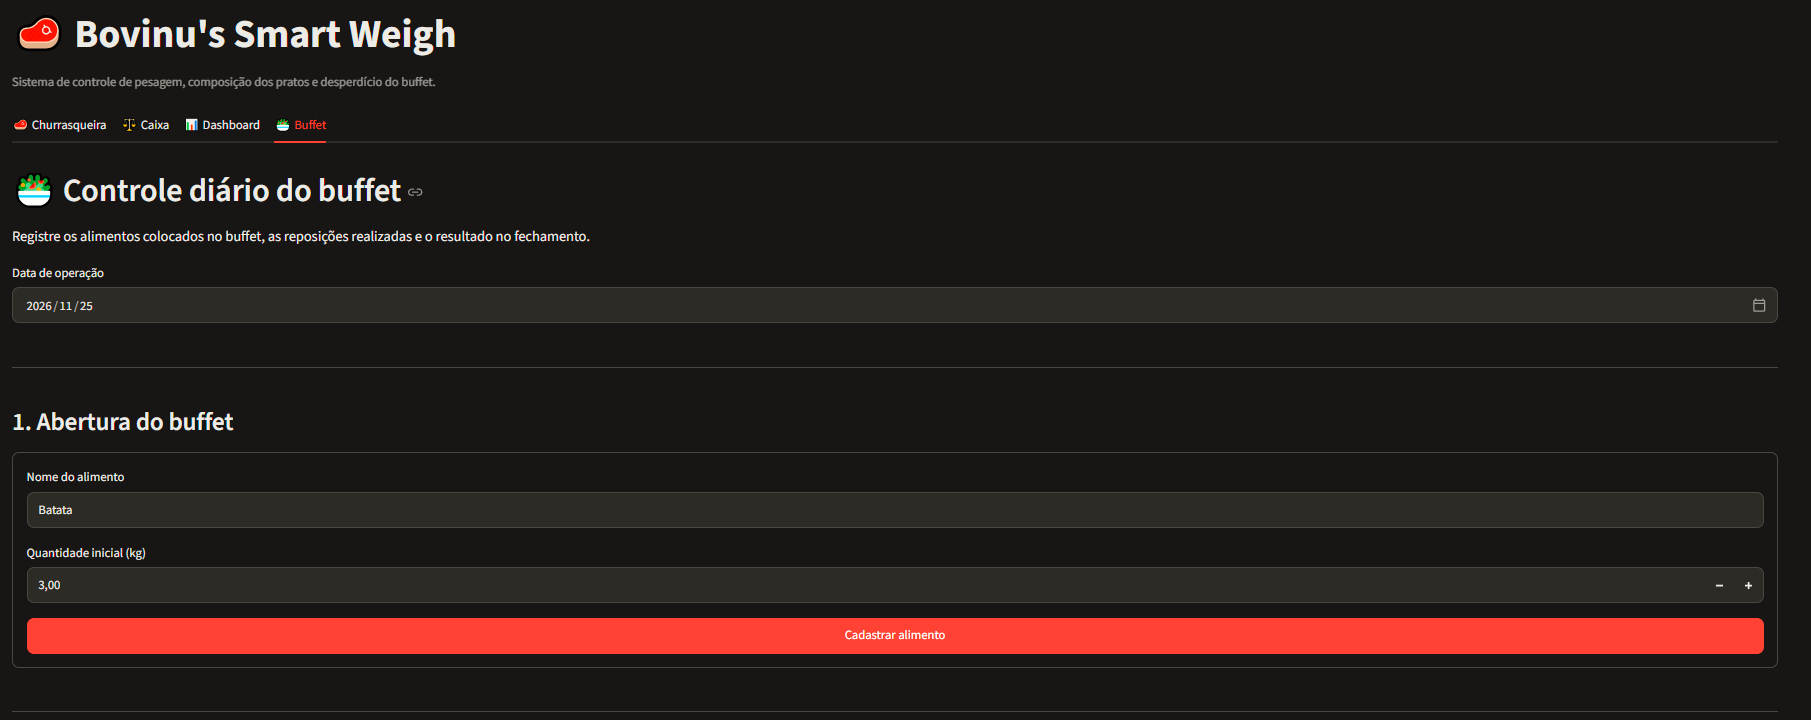 Bovinu's Smart Weigh
Sistema de controle de pesagem, composição dos pratos e desperdício do buffet.
Churrasqueira Caixa Dashboard Buffet
Controle diário do buffet
Registre os alimentos colocados no buffet, as reposições realizadas e o resultado no fechamento.
Data de operação
2026/11/25
1. Abertura do buffet
Nome do alimento
Batata
Quantidade inicial (kg)
3,00
Cadastrar alimento